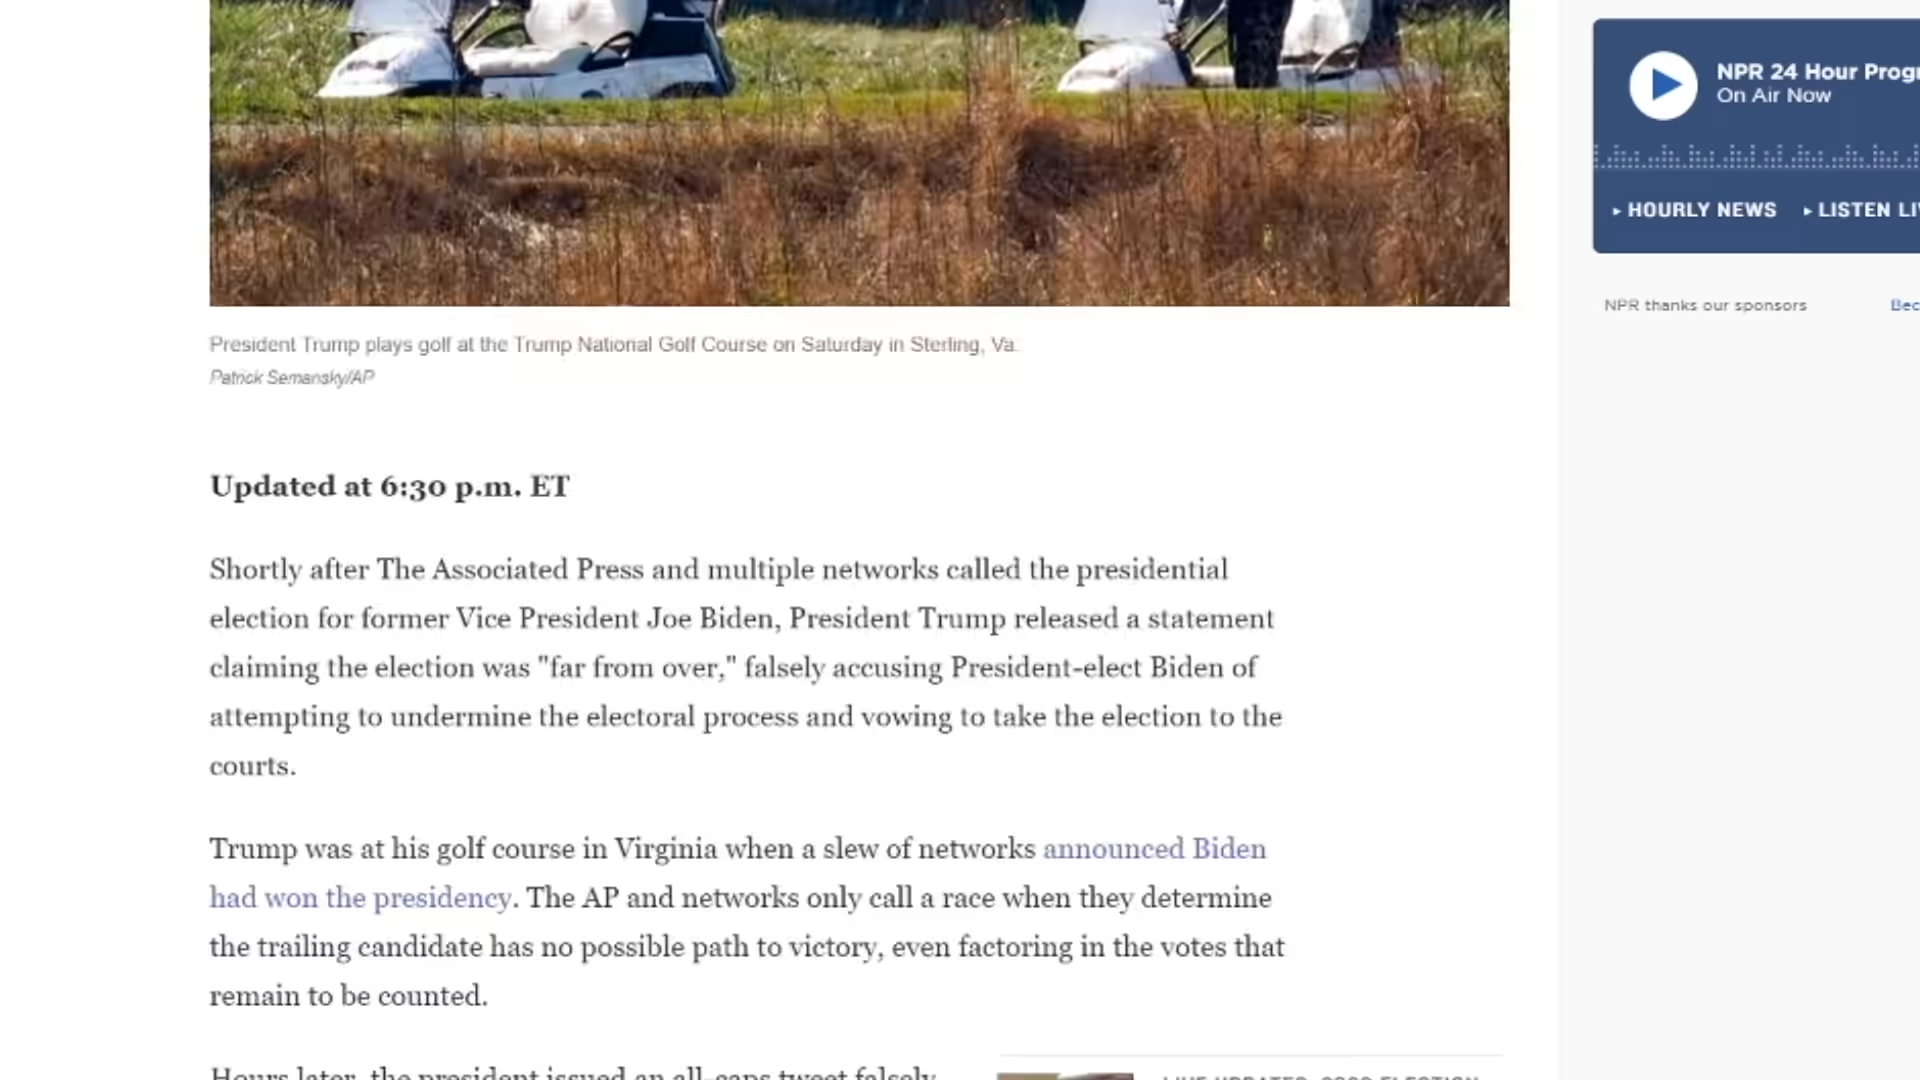 NPR 24 Hour
On Air Now
HOURLY NEWS
LISTEN
NPR thanks our sponsors
President Trump plays golf at the Trump National Golf Course on Saturday in Sterling, Va.
Patrick Semansky/AP
Updated at 6:30 p.m. ET
Shortly after The Associated Press and multiple networks called the presidential
election for former Vice President Joe Biden, President Trump released a statement
claiming the election was "far from over," falsely accusing President-elect Biden of
attempting to undermine the electoral process and vowing to take the election to the
courts.
Trump was at his golf course in Virginia when a slew of networks announced Biden
had won the presidency. The AP and networks only call a race when they determine
the trailing candidate has no possible path to victory, even factoring in the votes that
remain to be counted.
Hours later, the president issued an all-caps tweet falsely
LIVE UPDATES: 2020 ELECTION